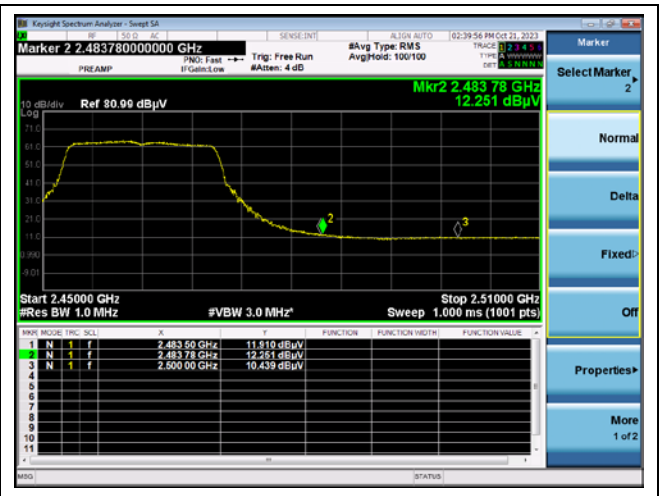 Keysight Spectrum Analyzer - Swept SA
RF 50 Ω AC SENSE:INT ALIGN AUTO 02:39:56 PM Oct 21, 2023
Marker 2 2.483780000000 GHz
PREAMP
PNO: Fast
IFGain:Low
Trig: Free Run
#Atten: 4 dB
#Avg Type: RMS
Avg|Hold: 100/100
TRACE 1 2 3 4 5 6
TYPE A WWWWW
DET A S N N N N
Mkr2 2.483 78 GHz
12.251 dBµV
10 dB/div Ref 80.99 dBµV
Log
71.0
61.0
51.0
41.0
31.0
21.0
11.0
0.990
-9.01
2
3
Start 2.45000 GHz Stop 2.51000 GHz
#Res BW 1.0 MHz #VBW 3.0 MHz* Sweep 1.000 ms (1001 pts)
MKR MODE TRC SCL X Y FUNCTION FUNCTION WIDTH FUNCTION VALUE
1 N 1 f 2.483 50 GHz 11.910 dBµV
2 N 1 f 2.483 78 GHz 12.251 dBµV
3 N 1 f 2.500 00 GHz 10.439 dBµV
4
5
6
7
8
9
10
11
MSG STATUS
Marker
Select Marker
2
Normal
Delta
Fixed
Off
Properties
More
1 of 2